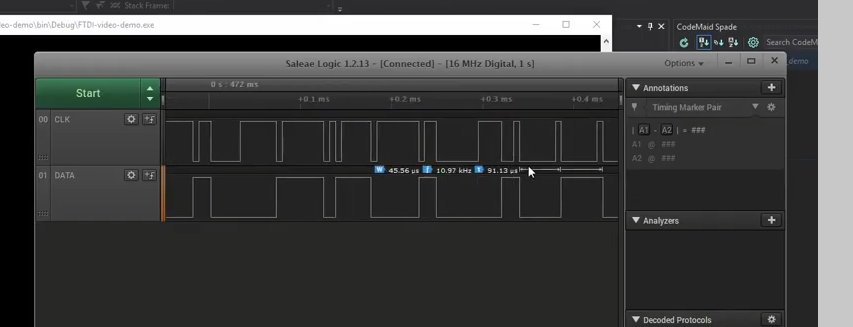 Stack Frame:
eo-demo\bin\Debug\FTDI-video-demo.exe
CodeMaid Spade
Search CodeM
demo
Saleae Logic 1.2.13 - [Connected] - [16 MHz Digital, 1 s]
Options
Start
0 s : 472 ms
+0.1 ms
+0.2 ms
+0.3 ms
+0.4 ms
00 CLK
01 DATA
W 45.56 µs f 10.97 kHz T 91.13 µs
Annotations
Timing Marker Pair
| A1 - A2 | = ###
A1 @ ###
A2 @ ###
Analyzers
Decoded Protocols